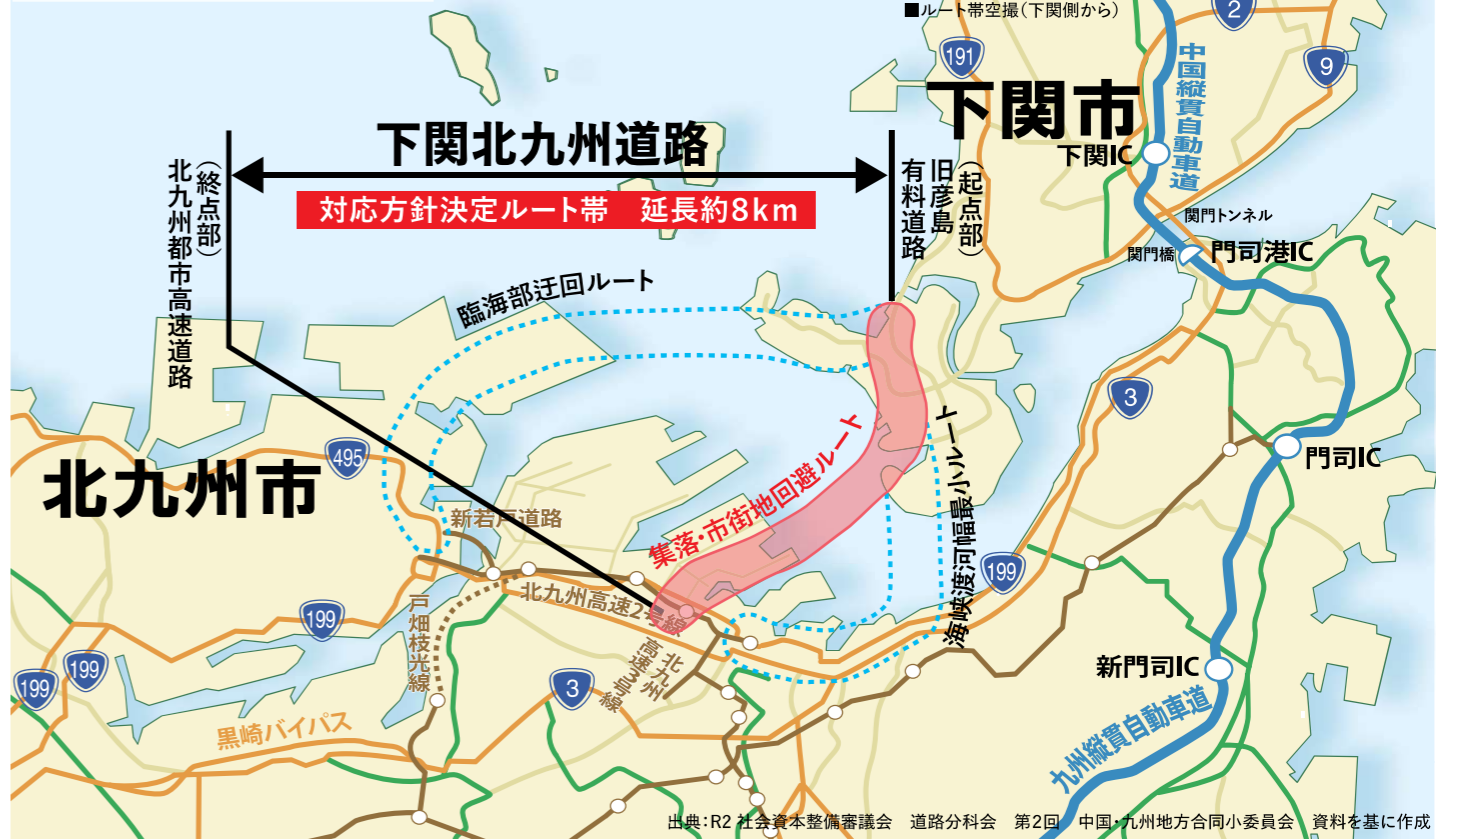 ■ルート帯空撮(下関側から)
2
191
9
中国縦貫自動車道
下関市
下関IC
下関北九州道路
対応方針決定ルート帯　延長約8km
(終点部)
北九州都市高速道路
(起点部)
旧彦島
有料道路
関門トンネル
関門橋
門司港IC
臨海部迂回ルート
3
495
北九州市
集落・市街地回避ルート
海峡渡河幅最小ルート
門司IC
新若戸道路
199
北九州高速2号線
戸畑枝光線
199
199
199
北九州
高速3号線
3
新門司IC
黒崎バイパス
九州縦貫自動車道
出典：R2 社会資本整備審議会　道路分科会　第2回　中国・九州地方合同小委員会　資料を基に作成